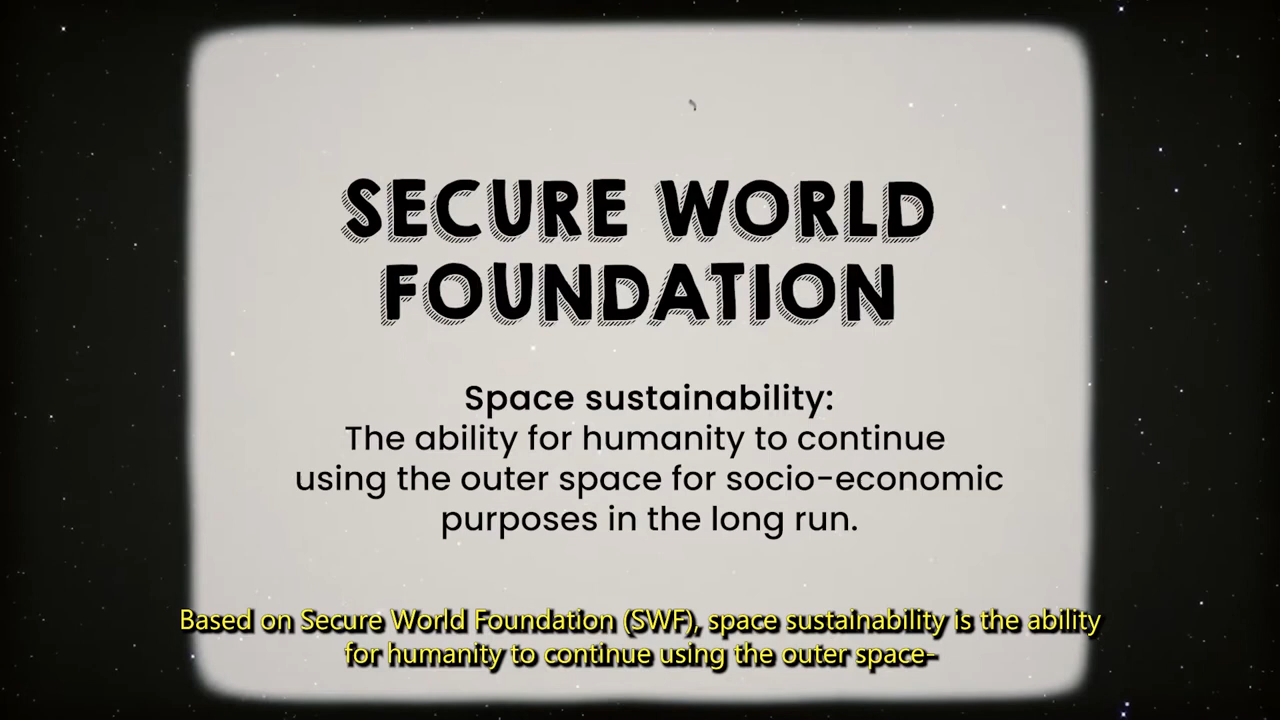 SECURE WORLD
FOUNDATION
Space sustainability:
The ability for humanity to continue
using the outer space for socio-economic
purposes in the long run.
Based on Secure World Foundation (SWF), space sustainability is the ability
for humanity to continue using the outer space-